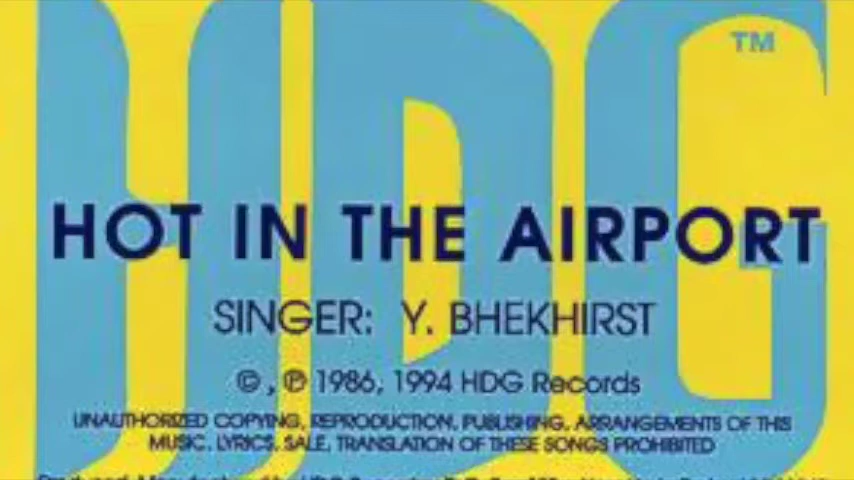 HDG
TM
HOT IN THE AIRPORT
SINGER: Y. BHEKHIRST
©, ℗ 1986, 1994 HDG Records
UNAUTHORIZED COPYING, REPRODUCTION, PUBLISHING, ARRANGEMENTS OF THIS
MUSIC, LYRICS, SALE, TRANSLATION OF THESE SONGS PROHIBITED